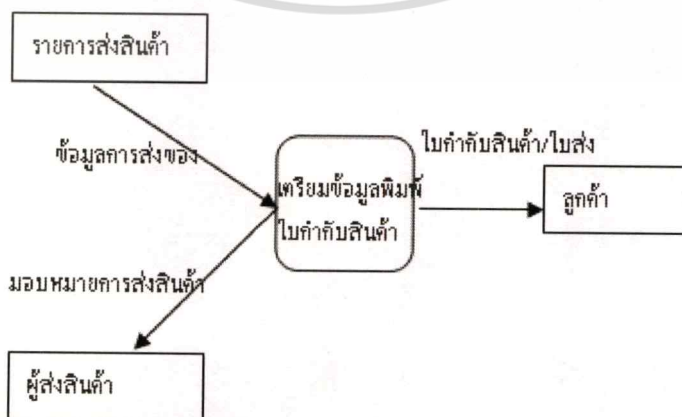 รายการส่งสินค้า
ข้อมูลการส่งของ
ใบกำกับสินค้า/ใบส่ง
เตรียมข้อมูลพิมพ์
ใบกำกับสินค้า
ลูกค้า
มอบหมายการส่งสินค้า
ผู้ส่งสินค้า